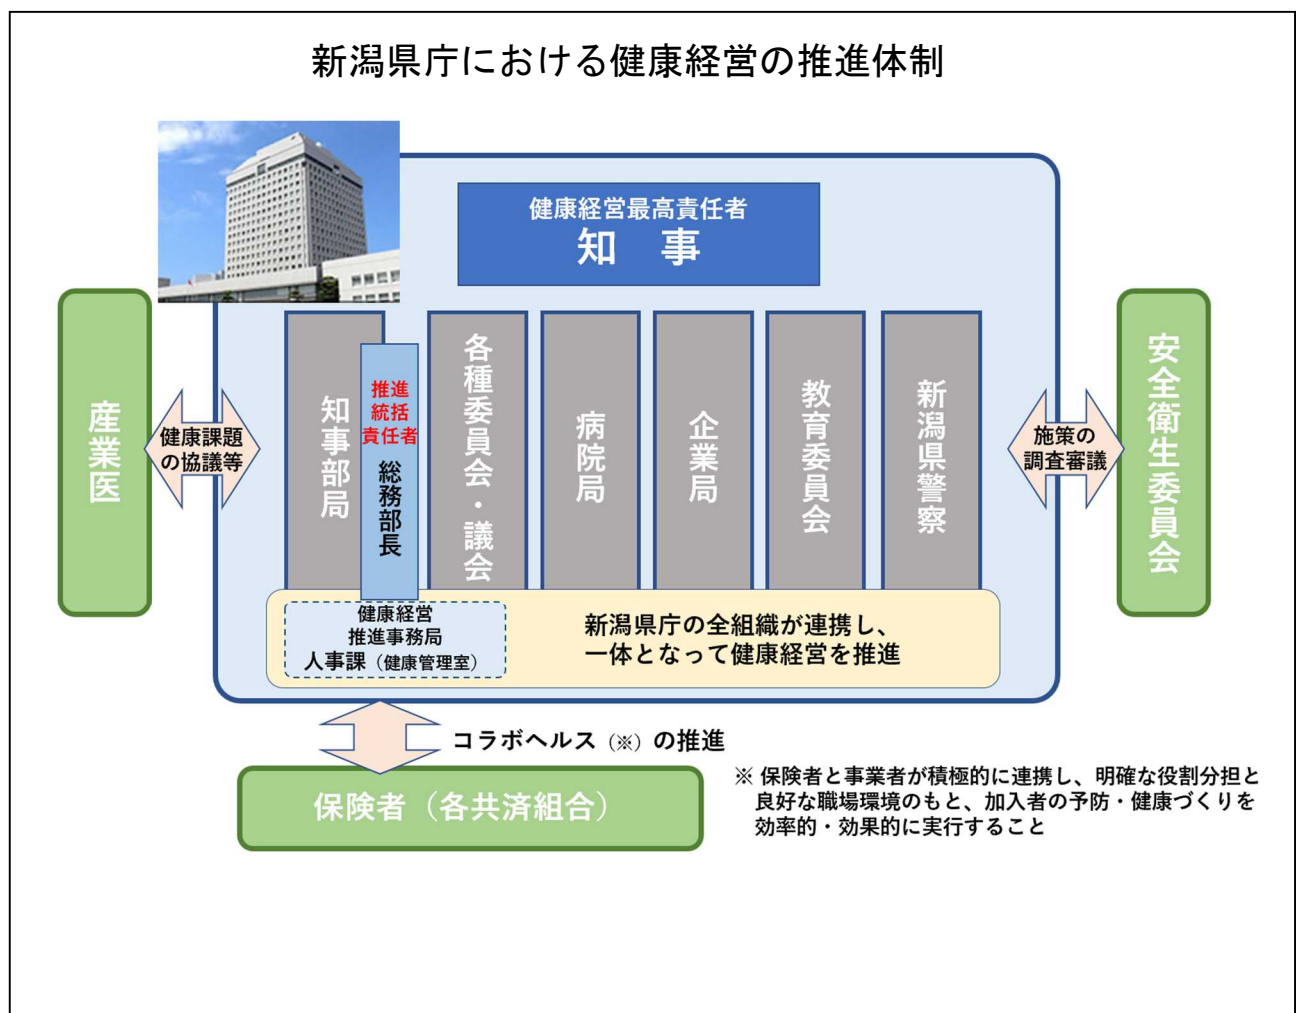 新潟県庁における健康経営の推進体制
健康経営最高責任者
知　事
産業医
健康課題
の協議等
知事部局
推進
統括
責任者
総務部長
各種委員会・議会
病院局
企業局
教育委員会
新潟県警察
施策の
調査審議
安全衛生委員会
健康経営
推進事務局
人事課（健康管理室）
新潟県庁の全組織が連携し、
一体となって健康経営を推進
コラボヘルス（※）の推進
保険者（各共済組合）
※ 保険者と事業者が積極的に連携し、明確な役割分担と
良好な職場環境のもと、加入者の予防・健康づくりを
効率的・効果的に実行すること